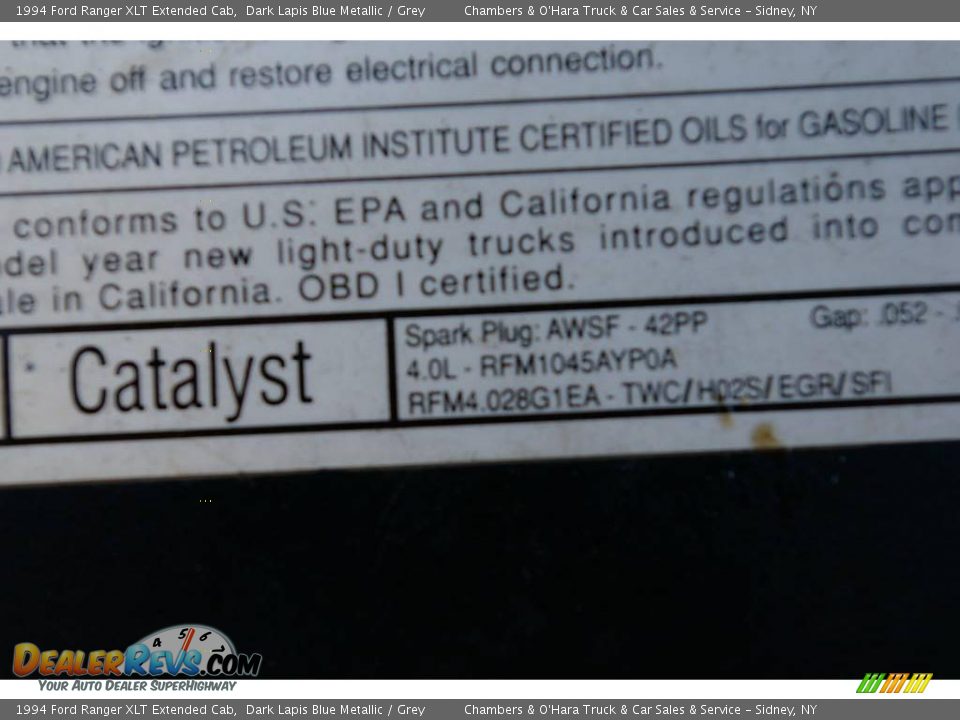 1994 Ford Ranger XLT Extended Cab, Dark Lapis Blue Metallic / Grey Chambers & O'Hara Truck & Car Sales & Service – Sidney, NY
engine off and restore electrical connection.
AMERICAN PETROLEUM INSTITUTE CERTIFIED OILS for GASOLINE
conforms to U.S. EPA and California regulations app
del year new light-duty trucks introduced into con
le in California. OBD I certified.
Catalyst
Spark Plug: AWSF - 42PP Gap: .052 -
4.0L - RFM1045AYP0A
RFM4.028G1EA - TWC/HO2S/EGR/SFI
4 5 6
DEALERREVS.COM
YOUR AUTO DEALER SUPERHIGHWAY
1994 Ford Ranger XLT Extended Cab, Dark Lapis Blue Metallic / Grey Chambers & O'Hara Truck & Car Sales & Service – Sidney, NY